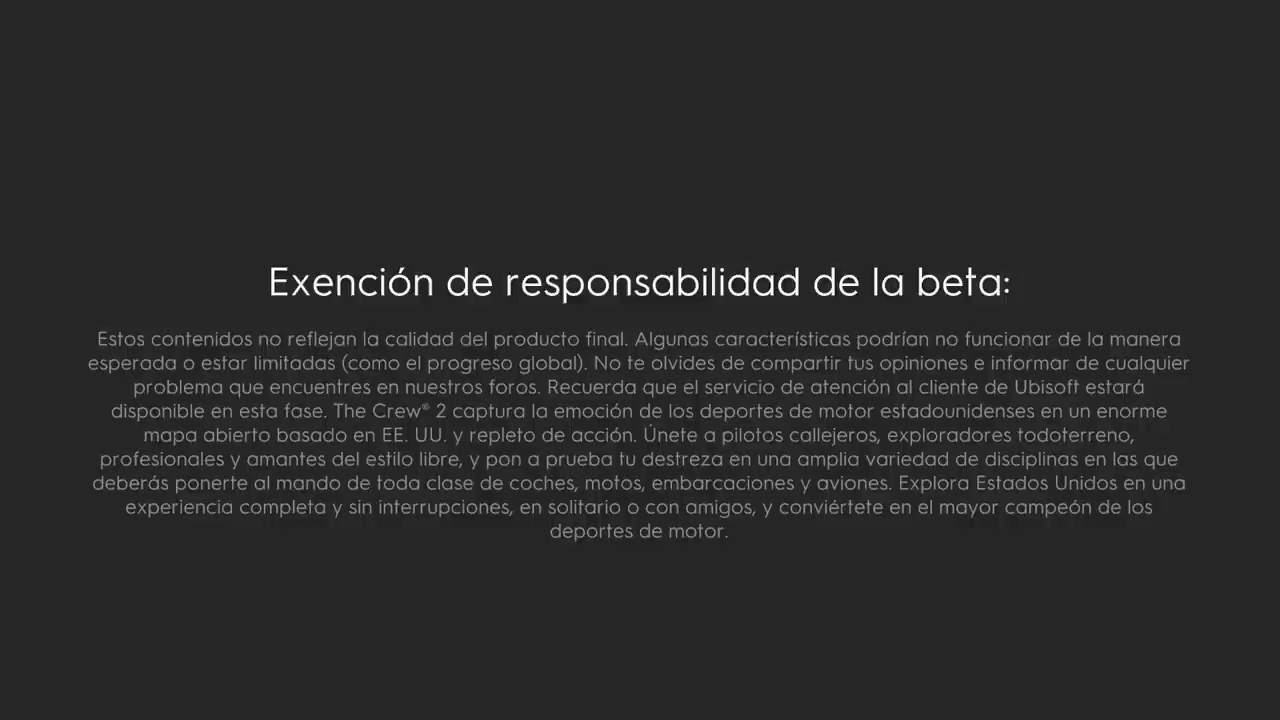 Exención de responsabilidad de la beta:
Estos contenidos no reflejan la calidad del producto final. Algunas características podrían no funcionar de la manera
esperada o estar limitadas (como el progreso global). No te olvides de compartir tus opiniones e informar de cualquier
problema que encuentres en nuestros foros. Recuerda que el servicio de atención al cliente de Ubisoft estará
disponible en esta fase. The Crew® 2 captura la emoción de los deportes de motor estadounidenses en un enorme
mapa abierto basado en EE. UU. y repleto de acción. Únete a pilotos callejeros, exploradores todoterreno,
profesionales y amantes del estilo libre, y pon a prueba tu destreza en una amplia variedad de disciplinas en las que
deberás ponerte al mando de toda clase de coches, motos, embarcaciones y aviones. Explora Estados Unidos en una
experiencia completa y sin interrupciones, en solitario o con amigos, y conviértete en el mayor campeón de los
deportes de motor.